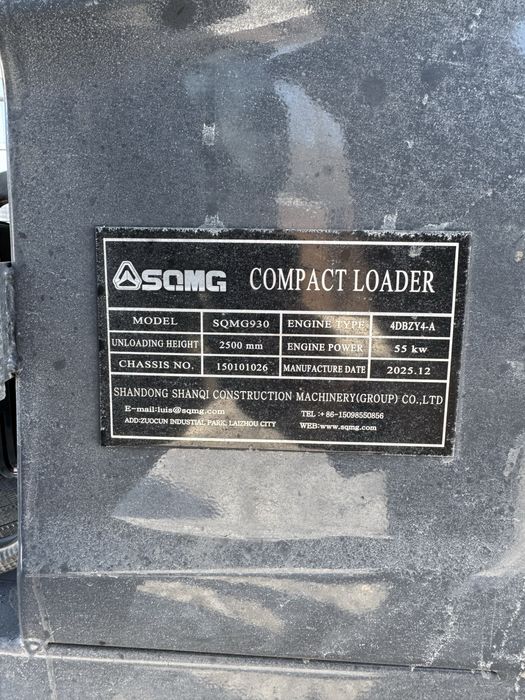 SQMG COMPACT LOADER
MODEL SQMG930 ENGINE TYPE 4DBZY4-A
UNLOADING HEIGHT 2500 mm ENGINE POWER 55 kw
CHASSIS NO. 150101026 MANUFACTURE DATE 2025.12
SHANDONG SHANQI CONSTRUCTION MACHINERY(GROUP) CO.,LTD
E-mail:luis@sqmg.com TEL:+86-15098550856
ADD:ZUOCUN INDUSTIAL PARK, LAIZHOU CITY WEB:www.sqmg.com